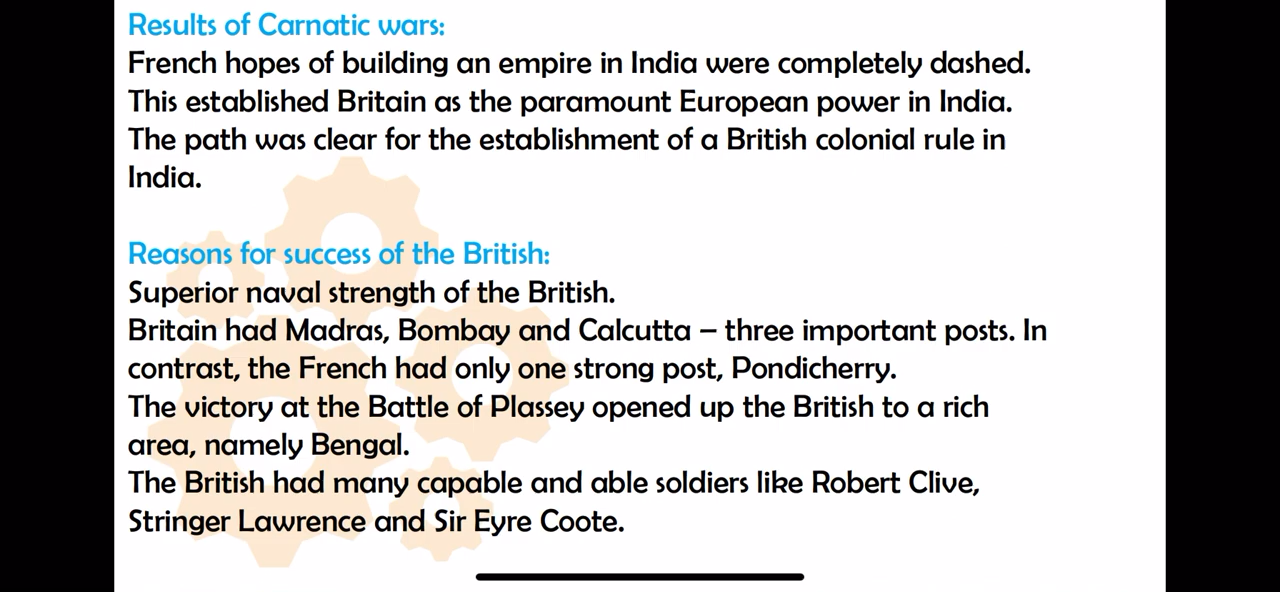 Results of Carnatic wars:
French hopes of building an empire in India were completely dashed.
This established Britain as the paramount European power in India.
The path was clear for the establishment of a British colonial rule in
India.
Reasons for success of the British:
Superior naval strength of the British.
Britain had Madras, Bombay and Calcutta – three important posts. In
contrast, the French had only one strong post, Pondicherry.
The victory at the Battle of Plassey opened up the British to a rich
area, namely Bengal.
The British had many capable and able soldiers like Robert Clive,
Stringer Lawrence and Sir Eyre Coote.